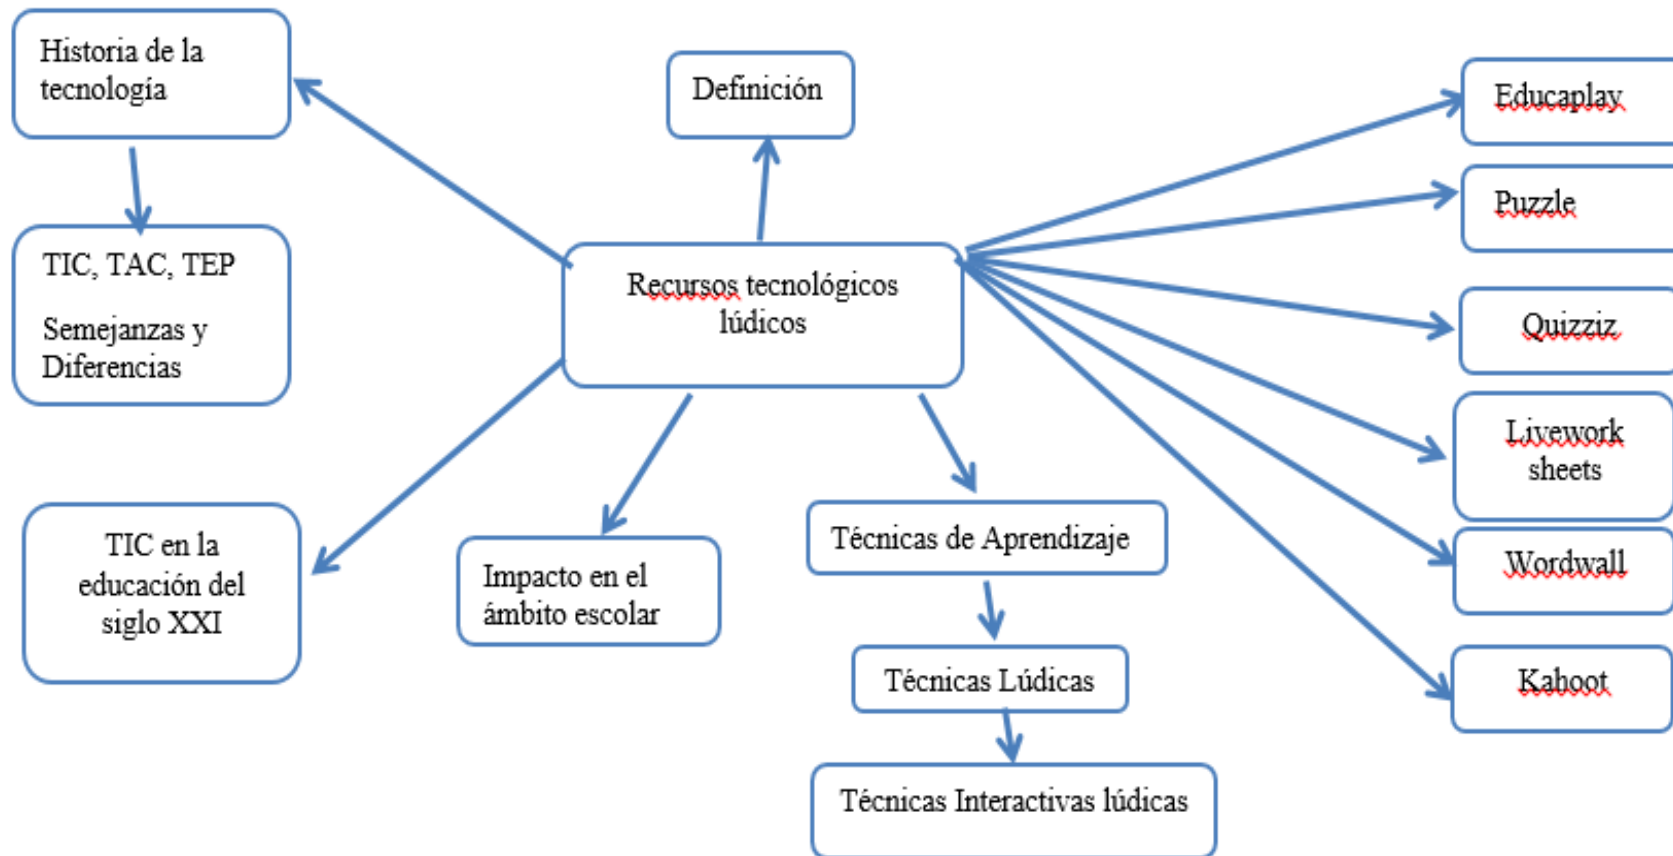 Historia de la
tecnología
Definición
Educaplay
Puzzle
TIC, TAC, TEP
Semejanzas y
Diferencias
Recursos tecnológicos
lúdicos
Quizziz
Livework
sheets
TIC en la
educación del
siglo XXI
Impacto en el
ámbito escolar
Técnicas de Aprendizaje
Wordwall
Técnicas Lúdicas
Kahoot
Técnicas Interactivas lúdicas